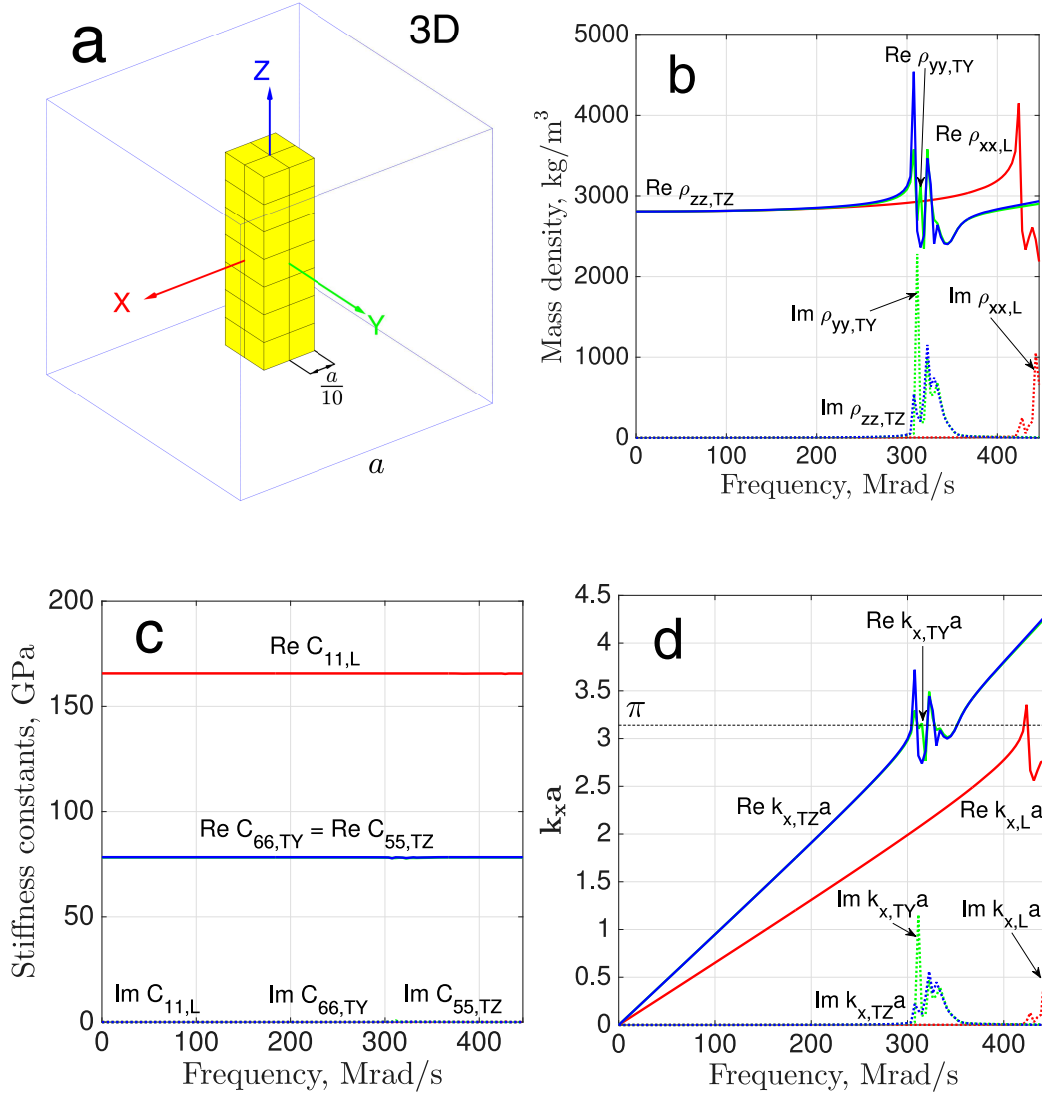 a
3D
Z
X
Y
a
10
a
b
5000
4000
3000
2000
1000
0
Mass density, kg/m³
Re ρyy,TY
Re ρxx,L
Re ρzz,TZ
Im ρyy,TY
Im ρxx,L
Im ρzz,TZ
0 100 200 300 400
Frequency, Mrad/s
c
200
150
100
50
0
Stiffness constants, GPa
Re C11,L
Re C66,TY = Re C55,TZ
Im C11,L Im C66,TY Im C55,TZ
0 100 200 300 400
Frequency, Mrad/s
d
4.5
4
3.5
3
2.5
2
1.5
1
0.5
0
kxa
π
Re kx,TYa
Re kx,TZa
Re kx,La
Im kx,TYa
Im kx,La
Im kx,TZa
0 100 200 300 400
Frequency, Mrad/s